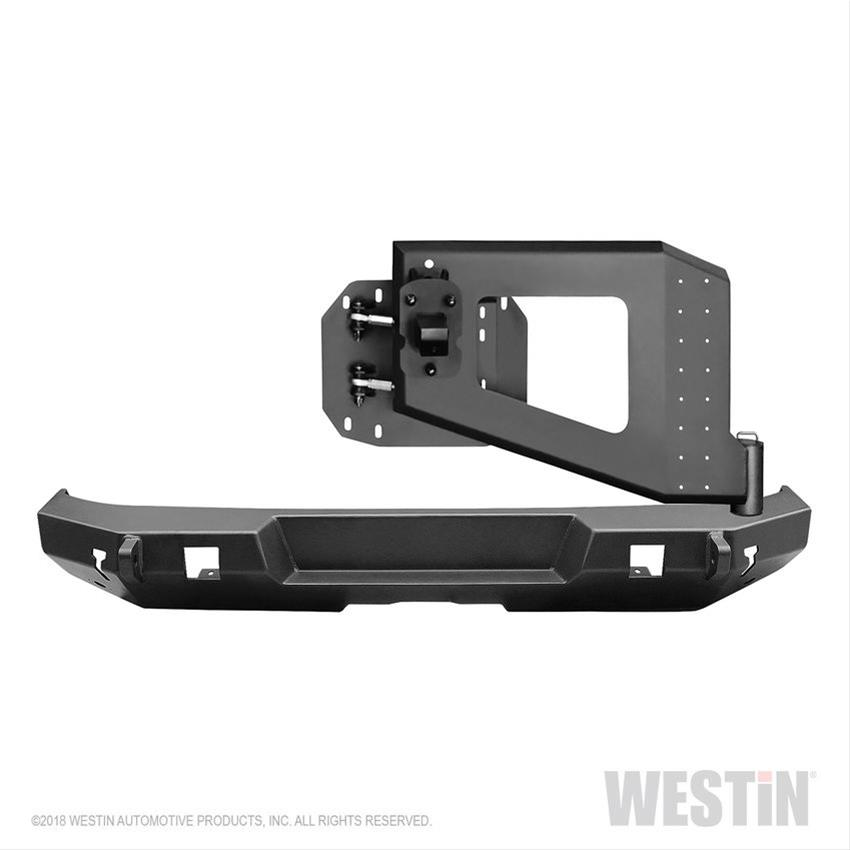 WESTiN®
©2018 WESTIN AUTOMOTIVE PRODUCTS, INC. ALL RIGHTS RESERVED.